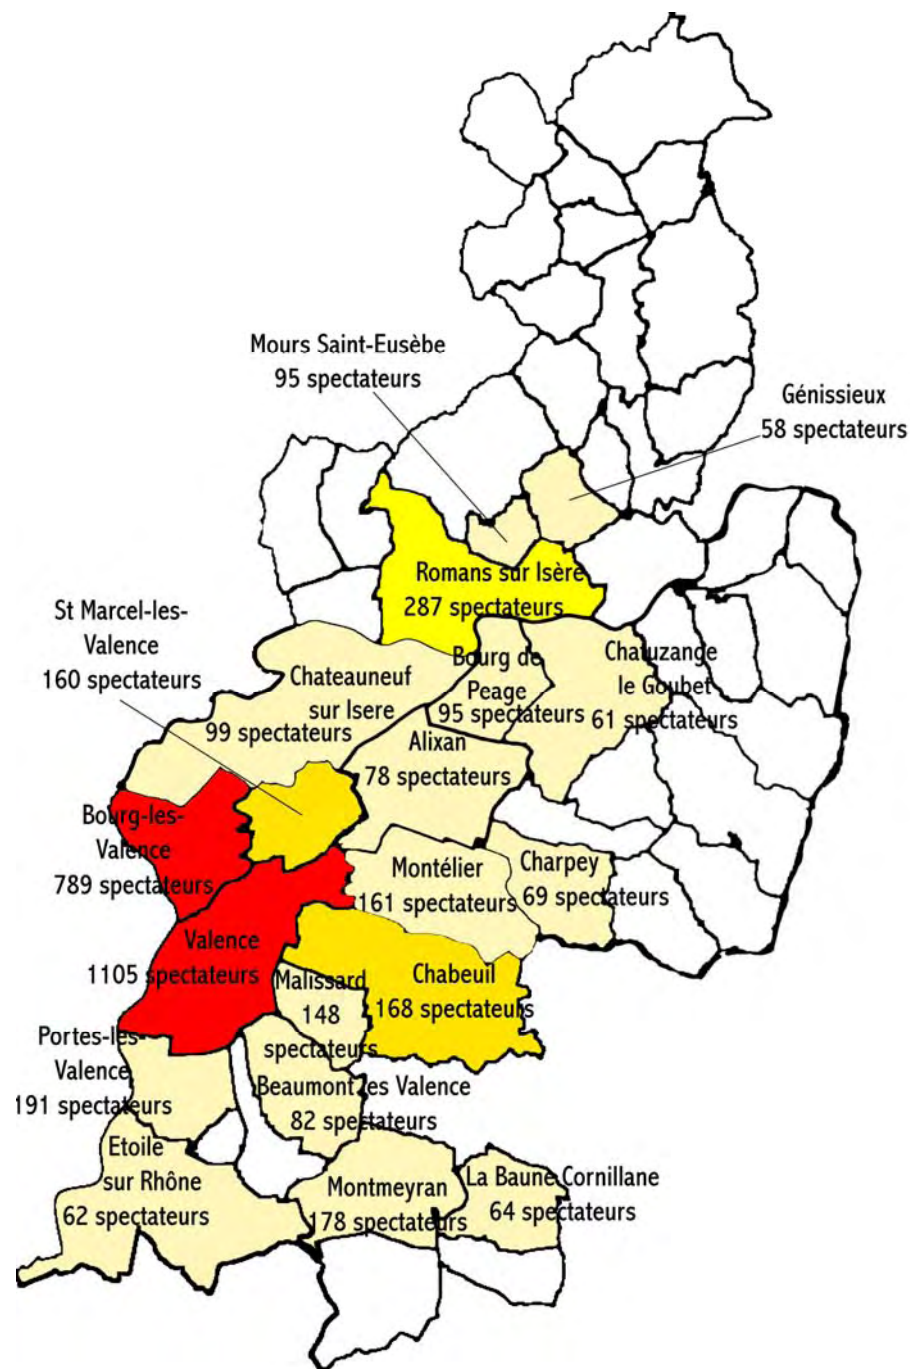 Mours Saint-Eusèbe
95 spectateurs
Génissieux
58 spectateurs
Romans sur Isère
287 spectateurs
St Marcel-les-
Valence
160 spectateurs
Chateauneuf
sur Isere
99 spectateurs
Bourg de
Peage
95 spectateurs
Chatuzange
le Goubet
61 spectateurs
Alixan
78 spectateurs
Bourg-les-
Valence
789 spectateurs
Montélier
161 spectateurs
Charpey
69 spectateurs
Valence
1105 spectateurs
Malissard
148
spectateurs
Chabeuil
168 spectateurs
Portes-les-
Valence
191 spectateurs
Beaumont les Valence
82 spectateurs
Etoile
sur Rhône
62 spectateurs
Montmeyran
178 spectateurs
La Baune Cornillane
64 spectateurs